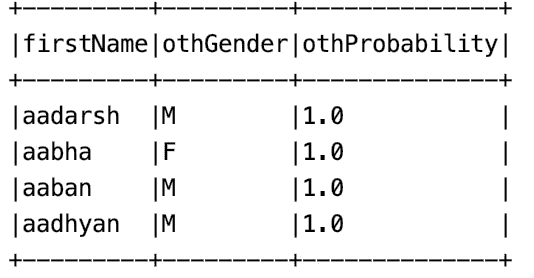 +---------+---------+--------------+
|firstName|othGender|othProbability|
+---------+---------+--------------+
|aadarsh  |M        |1.0           |
|aabha    |F        |1.0           |
|aaban    |M        |1.0           |
|aadhyan  |M        |1.0           |
+---------+---------+--------------+